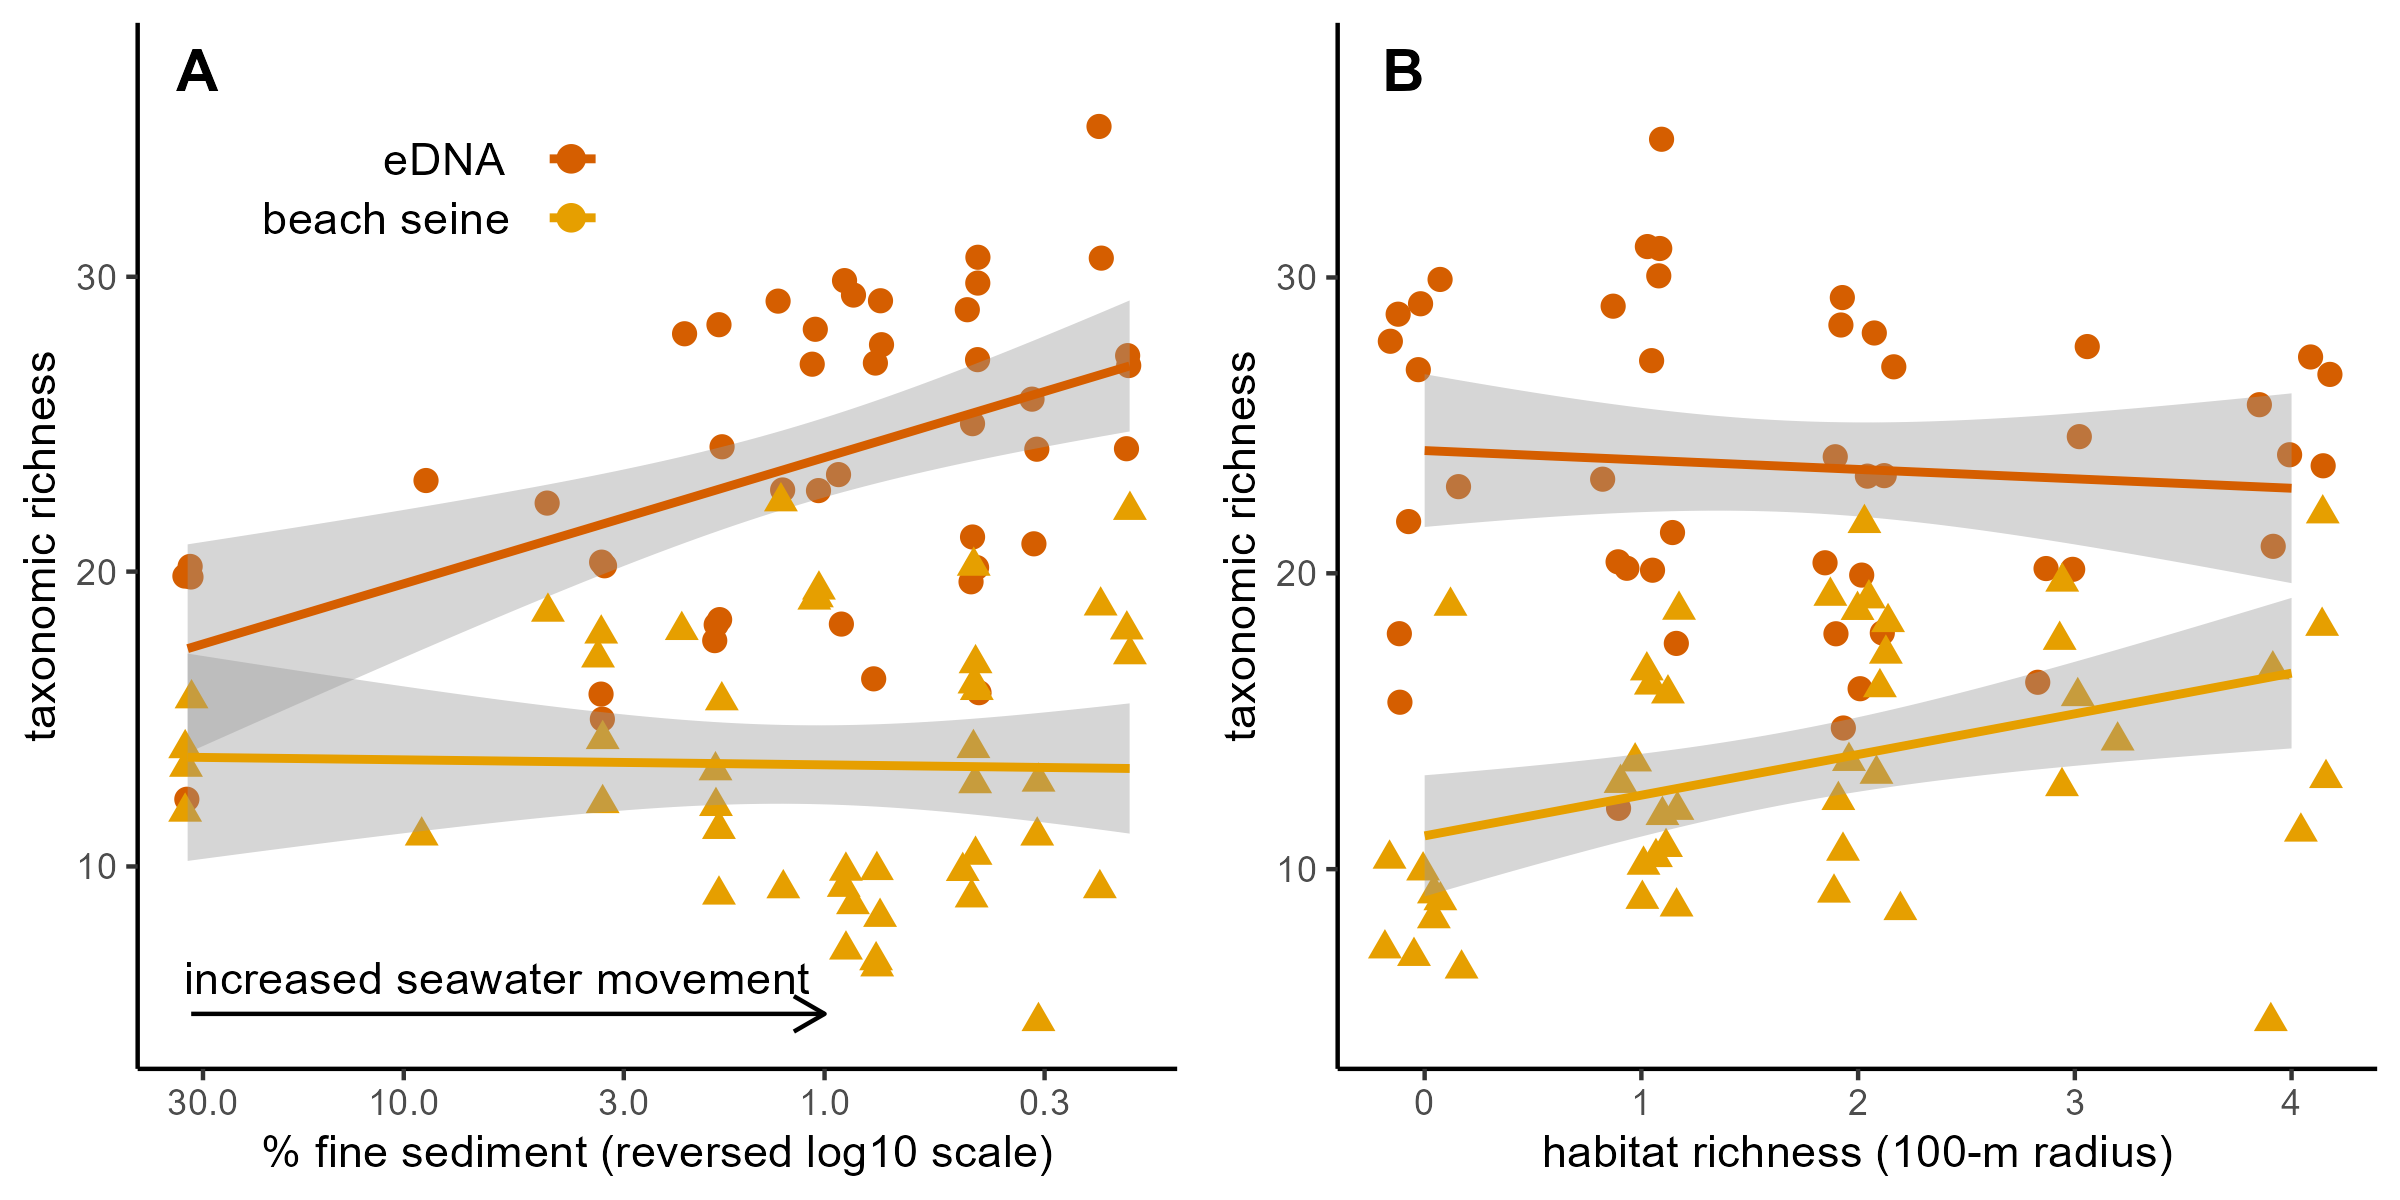 A
eDNA
beach seine
30
20
10
taxonomic richness
increased seawater movement
30.0 10.0 3.0 1.0 0.3
% fine sediment (reversed log10 scale)
B
30
20
10
taxonomic richness
0 1 2 3 4
habitat richness (100-m radius)